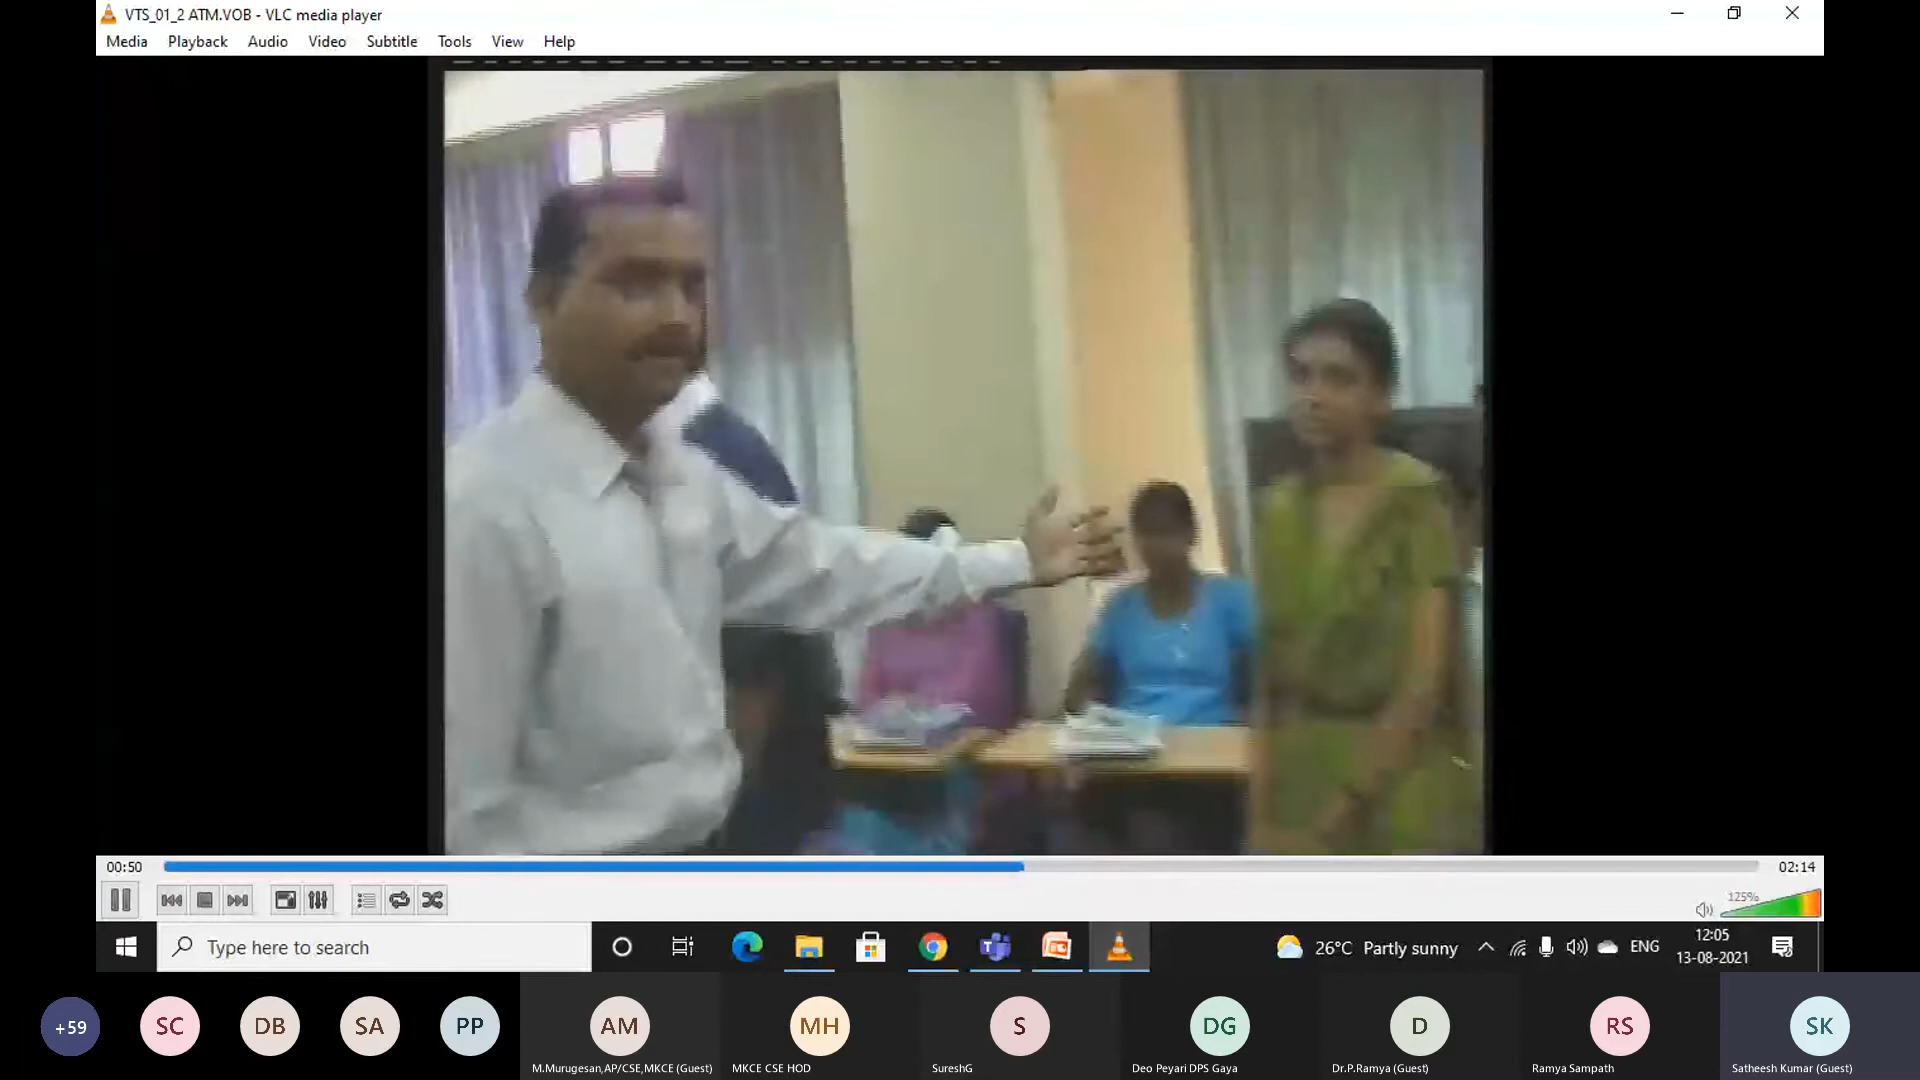 VTS_01_2 ATM.VOB - VLC media player
Media Playback Audio Video Subtitle Tools View Help
00:50
02:14
125%
Type here to search
26°C Partly sunny
ENG
12:05
13-08-2021
+59
SC
DB
SA
PP
AM
MH
S
DG
D
RS
SK
M.Murugesan,AP/CSE,MKCE (Guest)
MKCE CSE HOD
SureshG
Deo Peyari DPS Gaya
Dr.P.Ramya (Guest)
Ramya Sampath
Satheesh Kumar (Guest)